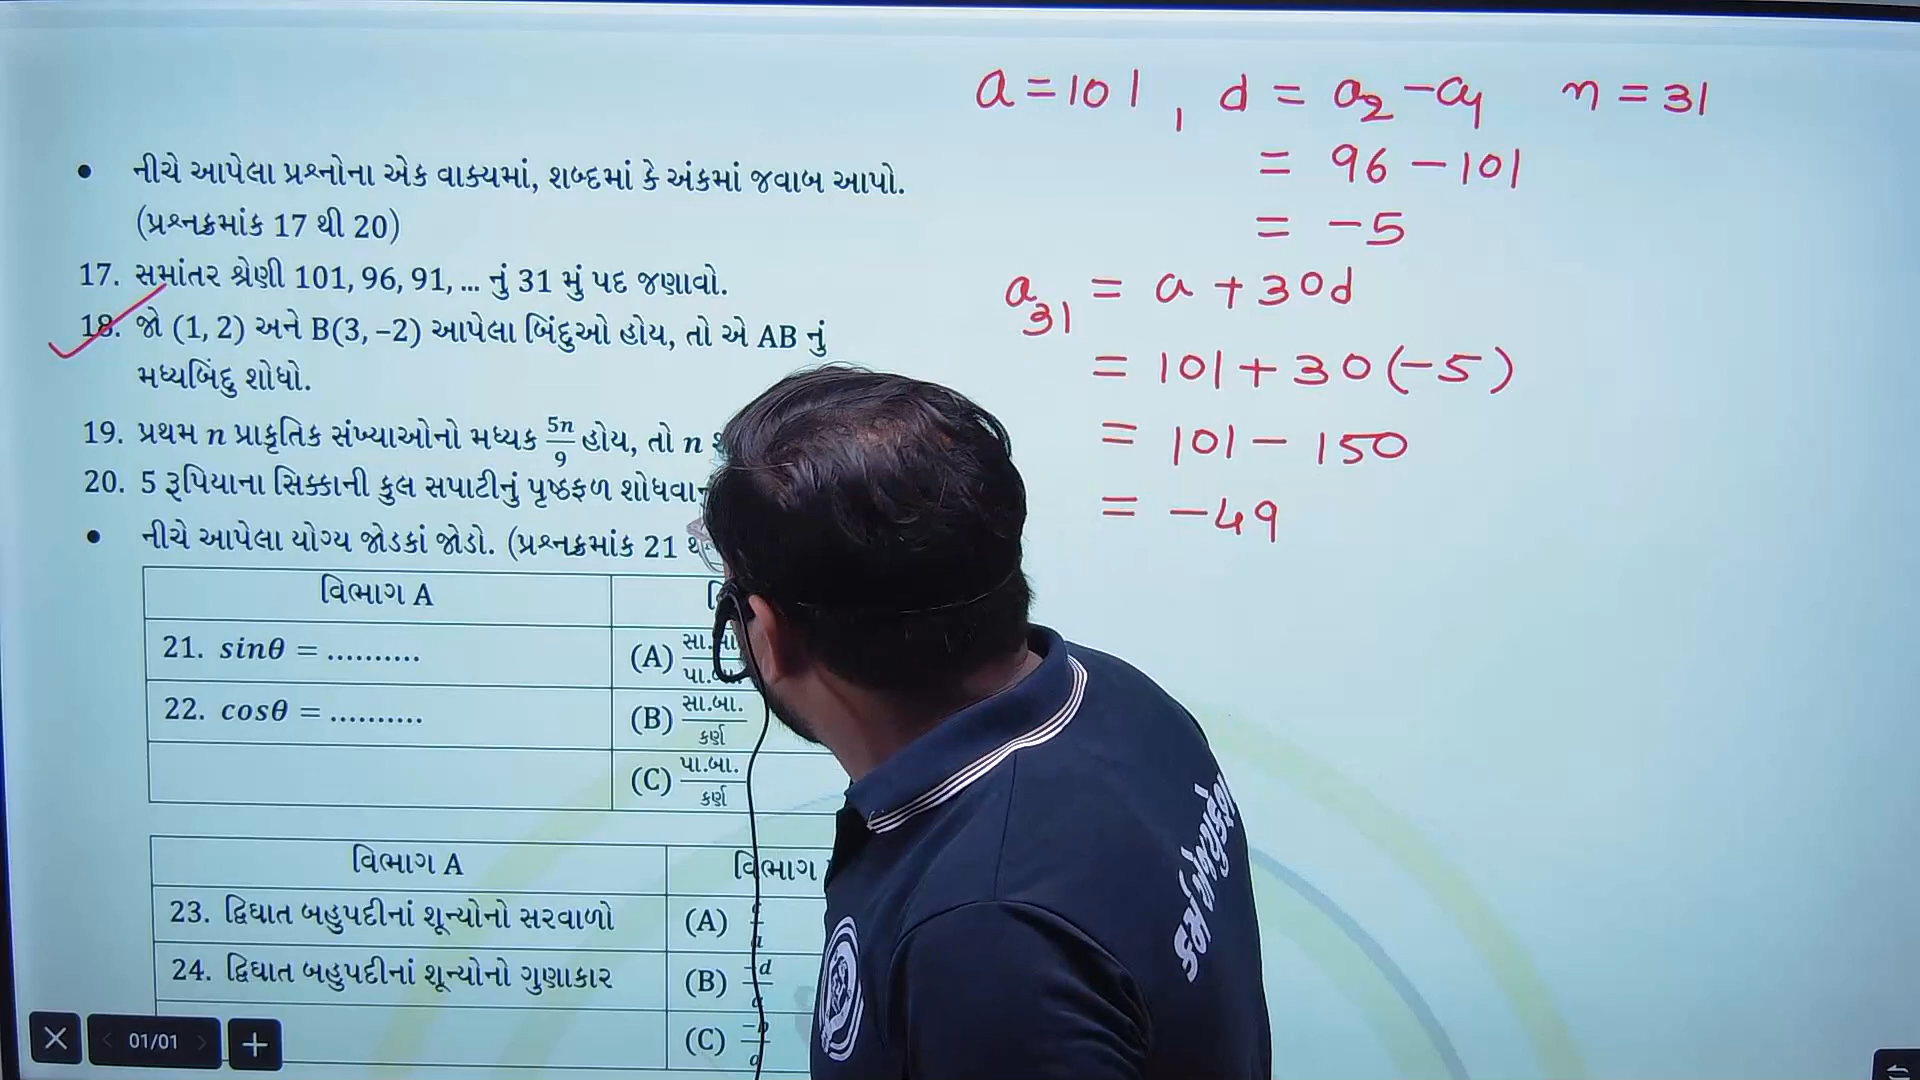 • નીચે આપેલા પ્રશ્નોના એક વાક્યમાં, શબ્દમાં કે અંકમાં જવાબ આપો.
(પ્રશ્નક્રમાંક 17 થી 20)
17. સમાંતર શ્રેણી 101, 96, 91, ... નું 31 મું પદ જણાવો.
18. જો (1, 2) અને B(3, –2) આપેલા બિંદુઓ હોય, તો એ AB નું
મધ્યબિંદુ શોધો.
19. પ્રથમ n પ્રાકૃતિક સંખ્યાઓનો મધ્યક 5n/9 હોય, તો n
20. 5 રૂપિયાના સિક્કાની કુલ સપાટીનું પૃષ્ઠફળ
• નીચે આપેલા યોગ્ય જોડકાં જોડો. (પ્રશ્નક્રમાંક 21
વિભાગ A
21. sinθ = ..........
(A)
22. cosθ = ..........
(B) સા.બા./કર્ણ
(C) પા.બા./કર્ણ
વિભાગ A વિભાગ
23. દ્વિઘાત બહુપદીનાં શૂન્યોનો સરવાળો (A)
24. દ્વિઘાત બહુપદીનાં શૂન્યોનો ગુણાકાર (B)
(C)
01/01
a = 101, d = a2 – a1 n = 31
= 96 – 101
= –5
a31 = a + 30d
= 101 + 30(–5)
= 101 – 150
= –49